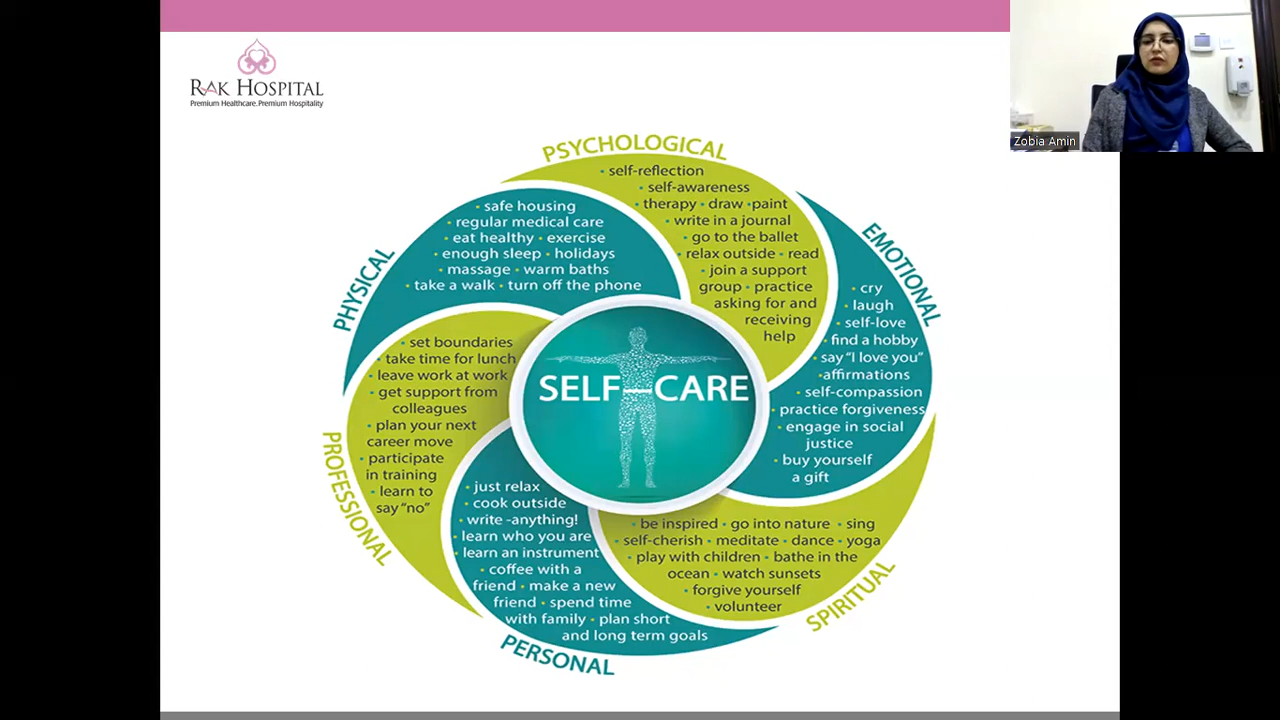 RAK HOSPITAL
Premium Healthcare. Premium Hospitality
Zobia Amin
PSYCHOLOGICAL
• self-reflection
• self-awareness
• therapy • draw • paint
• write in a journal
• go to the ballet
• relax outside • read
• join a support
group • practice
asking for and
receiving
help
EMOTIONAL
• cry
• laugh
• self-love
• find a hobby
• say “I love you”
• affirmations
• self-compassion
• practice forgiveness
• engage in social
justice
• buy yourself
a gift
SPIRITUAL
• be inspired • go into nature • sing
• self-cherish • meditate • dance • yoga
• play with children • bathe in the
ocean • watch sunsets
• forgive yourself
• volunteer
PERSONAL
• just relax
• cook outside
• write -anything!
• learn who you are
• learn an instrument
• coffee with a
friend • make a new
friend • spend time
with family • plan short
and long term goals
PROFESSIONAL
• set boundaries
• take time for lunch
• leave work at work
• get support from
colleagues
• plan your next
career move
• participate
in training
• learn to
say “no”
PHYSICAL
• safe housing
• regular medical care
• eat healthy • exercise
• enough sleep • holidays
• massage • warm baths
• take a walk • turn off the phone
SELF-CARE